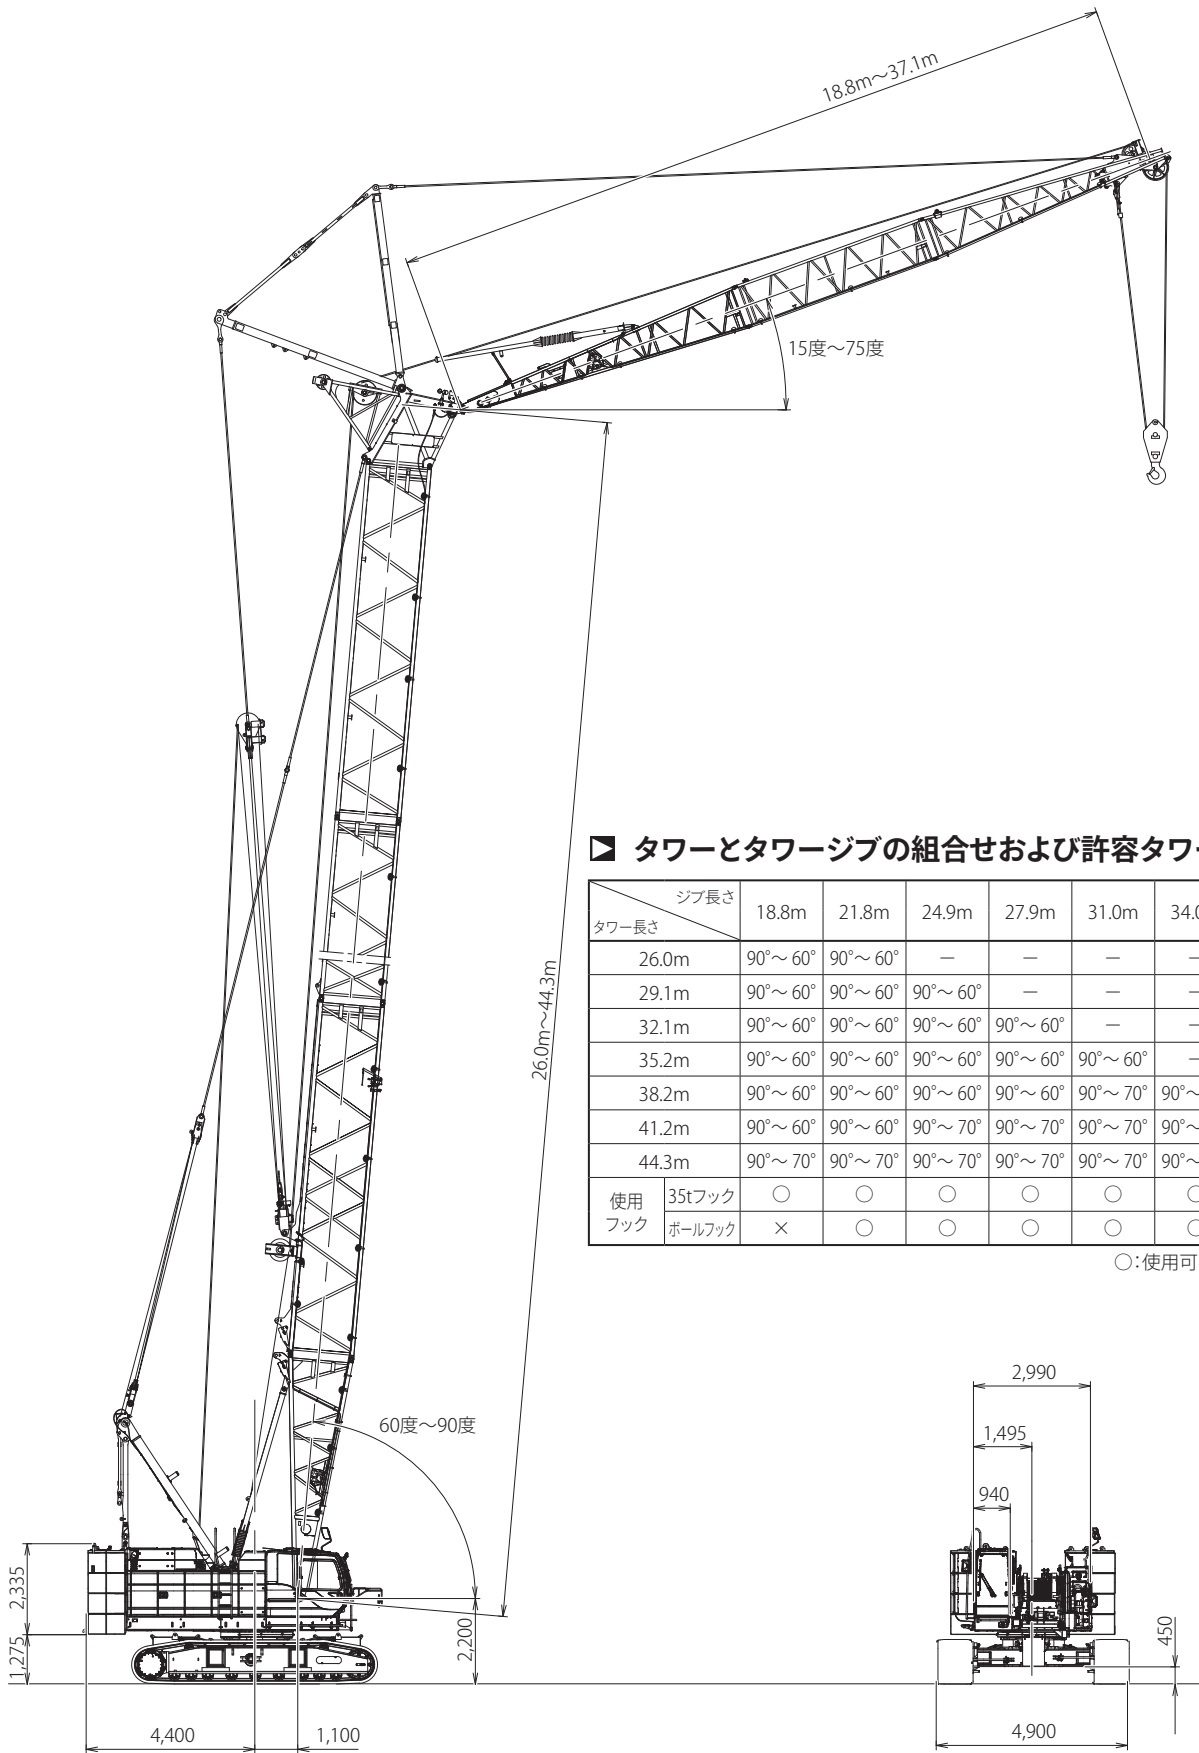 18.8m～37.1m
15度～75度
26.0m～44.3m
タワーとタワージブの組合せおよび許容タワ
ジブ長さ
タワー長さ
18.8m 21.8m 24.9m 27.9m 31.0m 34.0
26.0m 90°～60° 90°～60° － － － －
29.1m 90°～60° 90°～60° 90°～60° － － －
32.1m 90°～60° 90°～60° 90°～60° 90°～60° － －
35.2m 90°～60° 90°～60° 90°～60° 90°～60° 90°～60° －
38.2m 90°～60° 90°～60° 90°～60° 90°～60° 90°～70° 90°～
41.2m 90°～60° 90°～60° 90°～70° 90°～70° 90°～70° 90°～
44.3m 90°～70° 90°～70° 90°～70° 90°～70° 90°～70° 90°～
使用
フック
35tフック ○ ○ ○ ○ ○ ○
ボールフック × ○ ○ ○ ○ ○
○：使用可
60度～90度
2,335
1,275
2,200
4,400
1,100
2,990
1,495
940
450
4,900